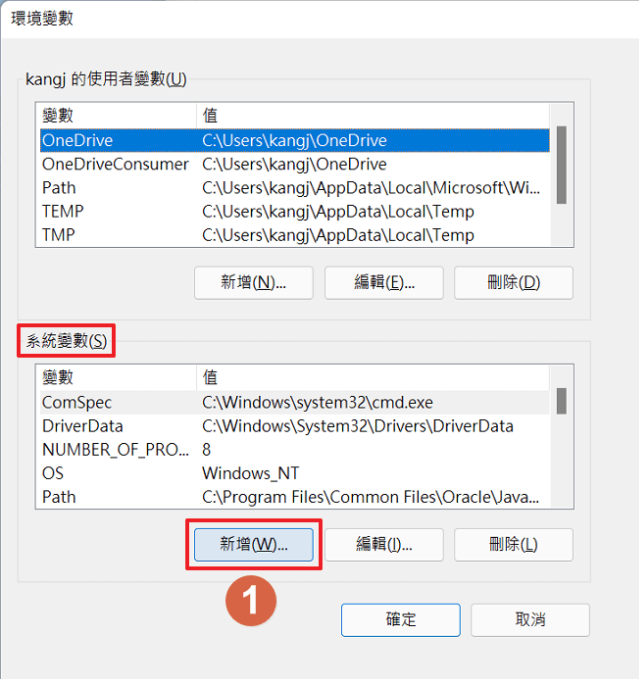 環境變數
kangj 的使用者變數(U)
變數 值
OneDrive C:\Users\kangj\OneDrive
OneDriveConsumer C:\Users\kangj\OneDrive
Path C:\Users\kangj\AppData\Local\Microsoft\Wi...
TEMP C:\Users\kangj\AppData\Local\Temp
TMP C:\Users\kangj\AppData\Local\Temp
新增(N)... 編輯(E)... 刪除(D)
系統變數(S)
變數 值
ComSpec C:\Windows\system32\cmd.exe
DriverData C:\Windows\System32\Drivers\DriverData
NUMBER_OF_PRO... 8
OS Windows_NT
Path C:\Program Files\Common Files\Oracle\Java...
新增(W)... 編輯(I)... 刪除(L)
1
確定 取消